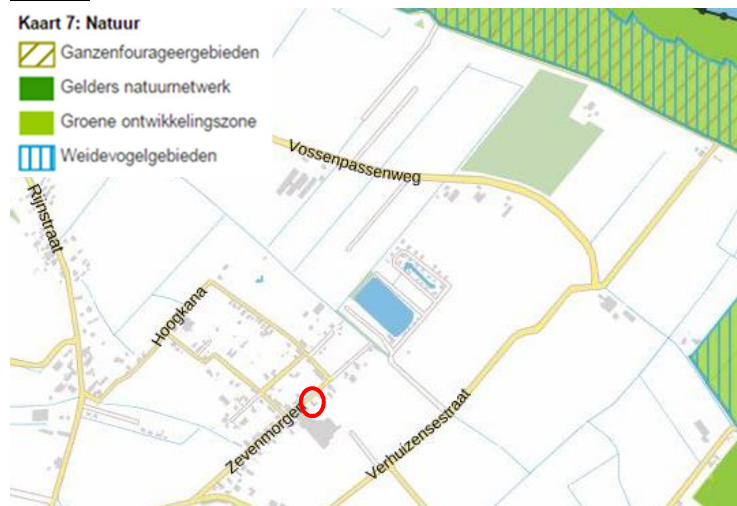 Kaart 7: Natuur
Ganzenfourageergebieden
Gelders natuurnetwerk
Groene ontwikkelingszone
Weidevogelgebieden
Vossenpassenweg
Rijnstraat
Hoogkana
Zevenmorgen
Verhuizensestraat